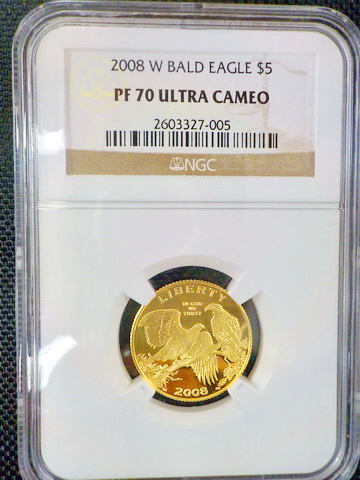 2008 W BALD EAGLE $5
PF 70 ULTRA CAMEO
2603327-005
NGC
LIBERTY
IN GOD
WE
TRUST
2008